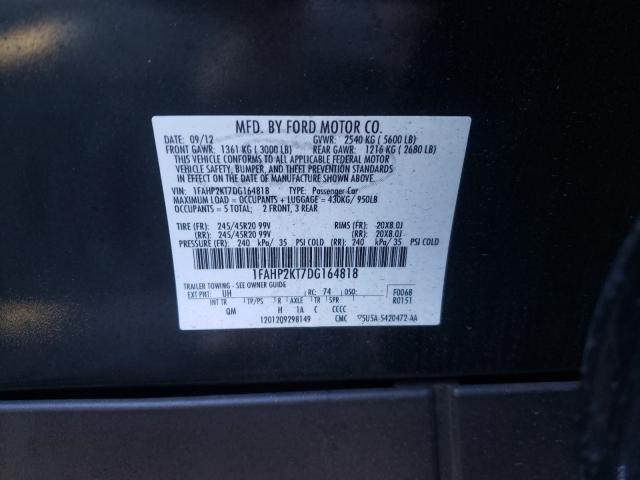 MFD. BY FORD MOTOR CO.
DATE: 09/12 GVWR: 2540 KG ( 5600 LB)
FRONT GAWR: 1361 KG ( 3000 LB) REAR GAWR: 1216 KG ( 2680 LB)
THIS VEHICLE CONFORMS TO ALL APPLICABLE FEDERAL MOTOR
VEHICLE SAFETY, BUMPER, AND THEFT PREVENTION STANDARDS
IN EFFECT ON THE DATE OF MANUFACTURE SHOWN ABOVE.
VIN: 1FAHP2KT7DG164818 TYPE: Passenger Car
MAXIMUM LOAD = OCCUPANTS + LUGGAGE = 430KG/ 950LB
OCCUPANTS = 5 TOTAL: 2 FRONT, 3 REAR
TIRE (FR): 245/45R20 99V RIMS (FR): 20X8.0J
(RR): 245/45R20 99V (RR): 20X8.0J
PRESSURE (FR): 240 kPa/ 35 PSI COLD (RR): 240 kPa/ 35 PSI COLD
1FAHP2KT7DG164818
TRAILER TOWING - SEE OWNER GUIDE
EXT PNT: UH RC: 74 DSO: F0068
INT TR TP/PS R AXLE TR SPR R0151
QM H 1A C CCCC
1201209298149 CMC 5U5A-5420472-AA